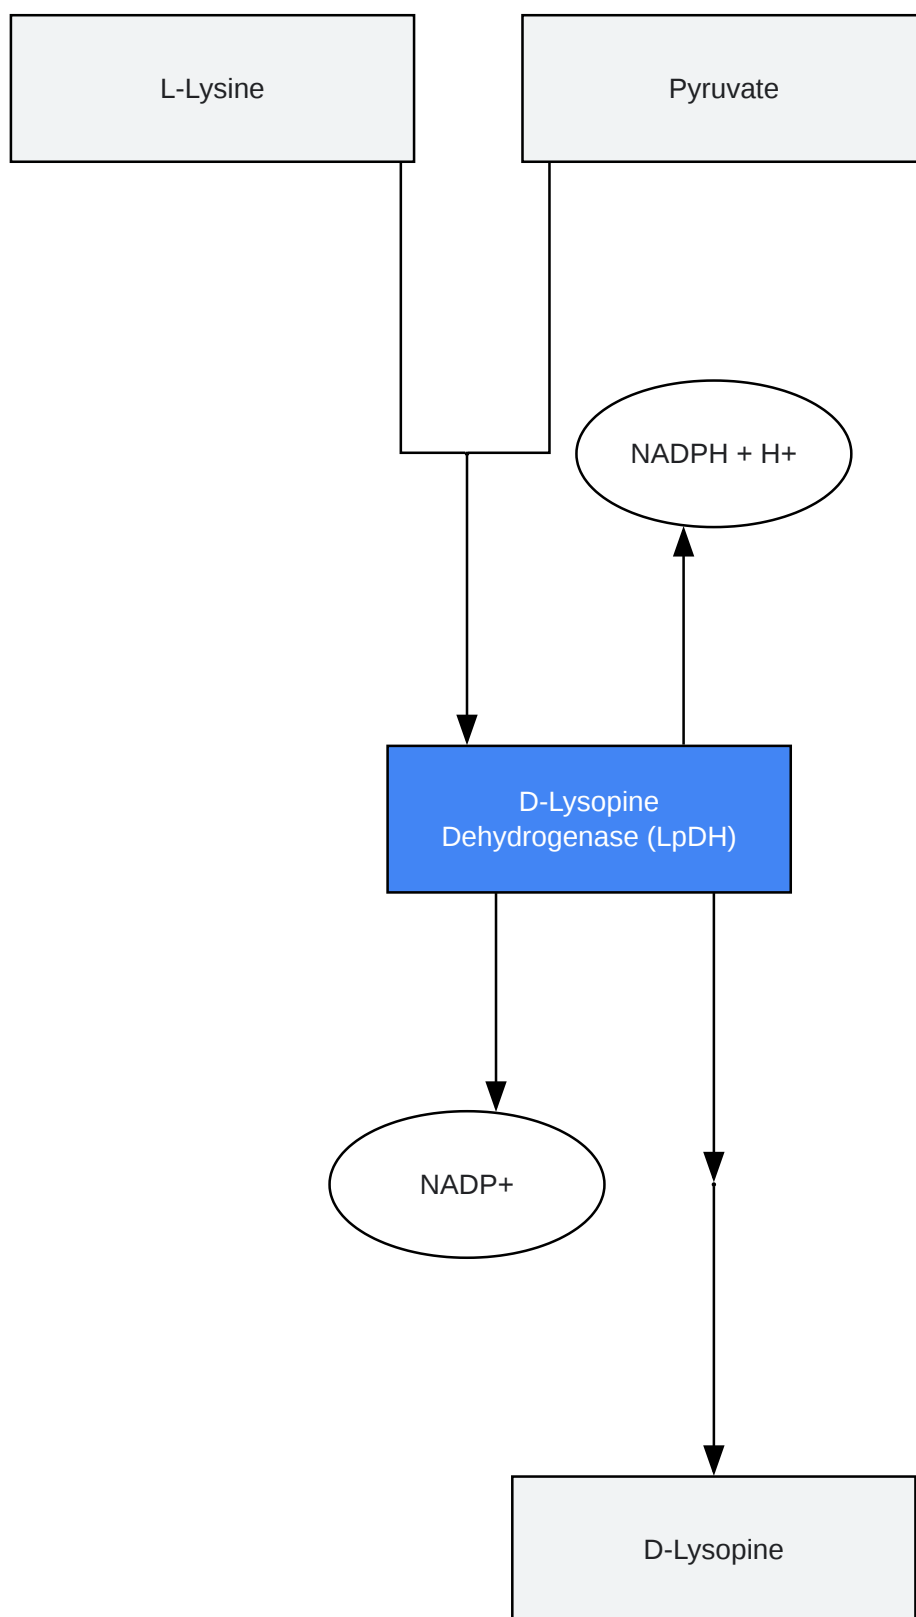 L-Lysine
Pyruvate
NADPH + H+
D-Lysopine
Dehydrogenase (LpDH)
NADP+
D-Lysopine